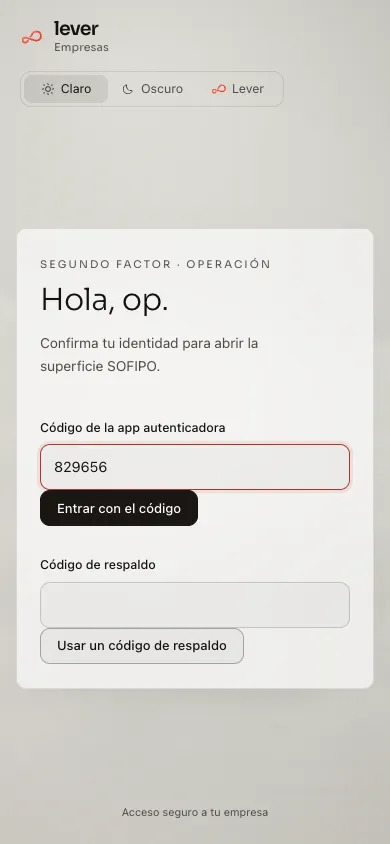 lever
Empresas
Claro
Oscuro
Lever
SEGUNDO FACTOR · OPERACIÓN
Hola, op.
Confirma tu identidad para abrir la
superficie SOFIPO.
Código de la app autenticadora
829656
Entrar con el código
Código de respaldo
Usar un código de respaldo
Acceso seguro a tu empresa